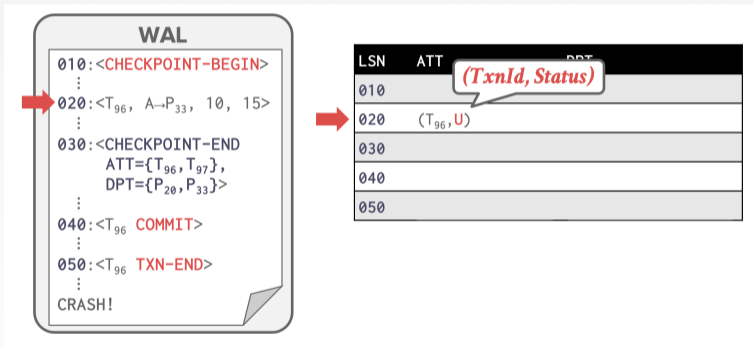 WAL
010:<CHECKPOINT-BEGIN>
⋮
020:<T₉₆, A→P₃₃, 10, 15>
⋮
030:<CHECKPOINT-END
ATT={T₉₆,T₉₇},
DPT={P₂₀,P₃₃}>
⋮
040:<T₉₆ COMMIT>
⋮
050:<T₉₆ TXN-END>
⋮
CRASH!
LSN ATT DPT
(TxnId, Status)
010
020 (T₉₆,U)
030
040
050